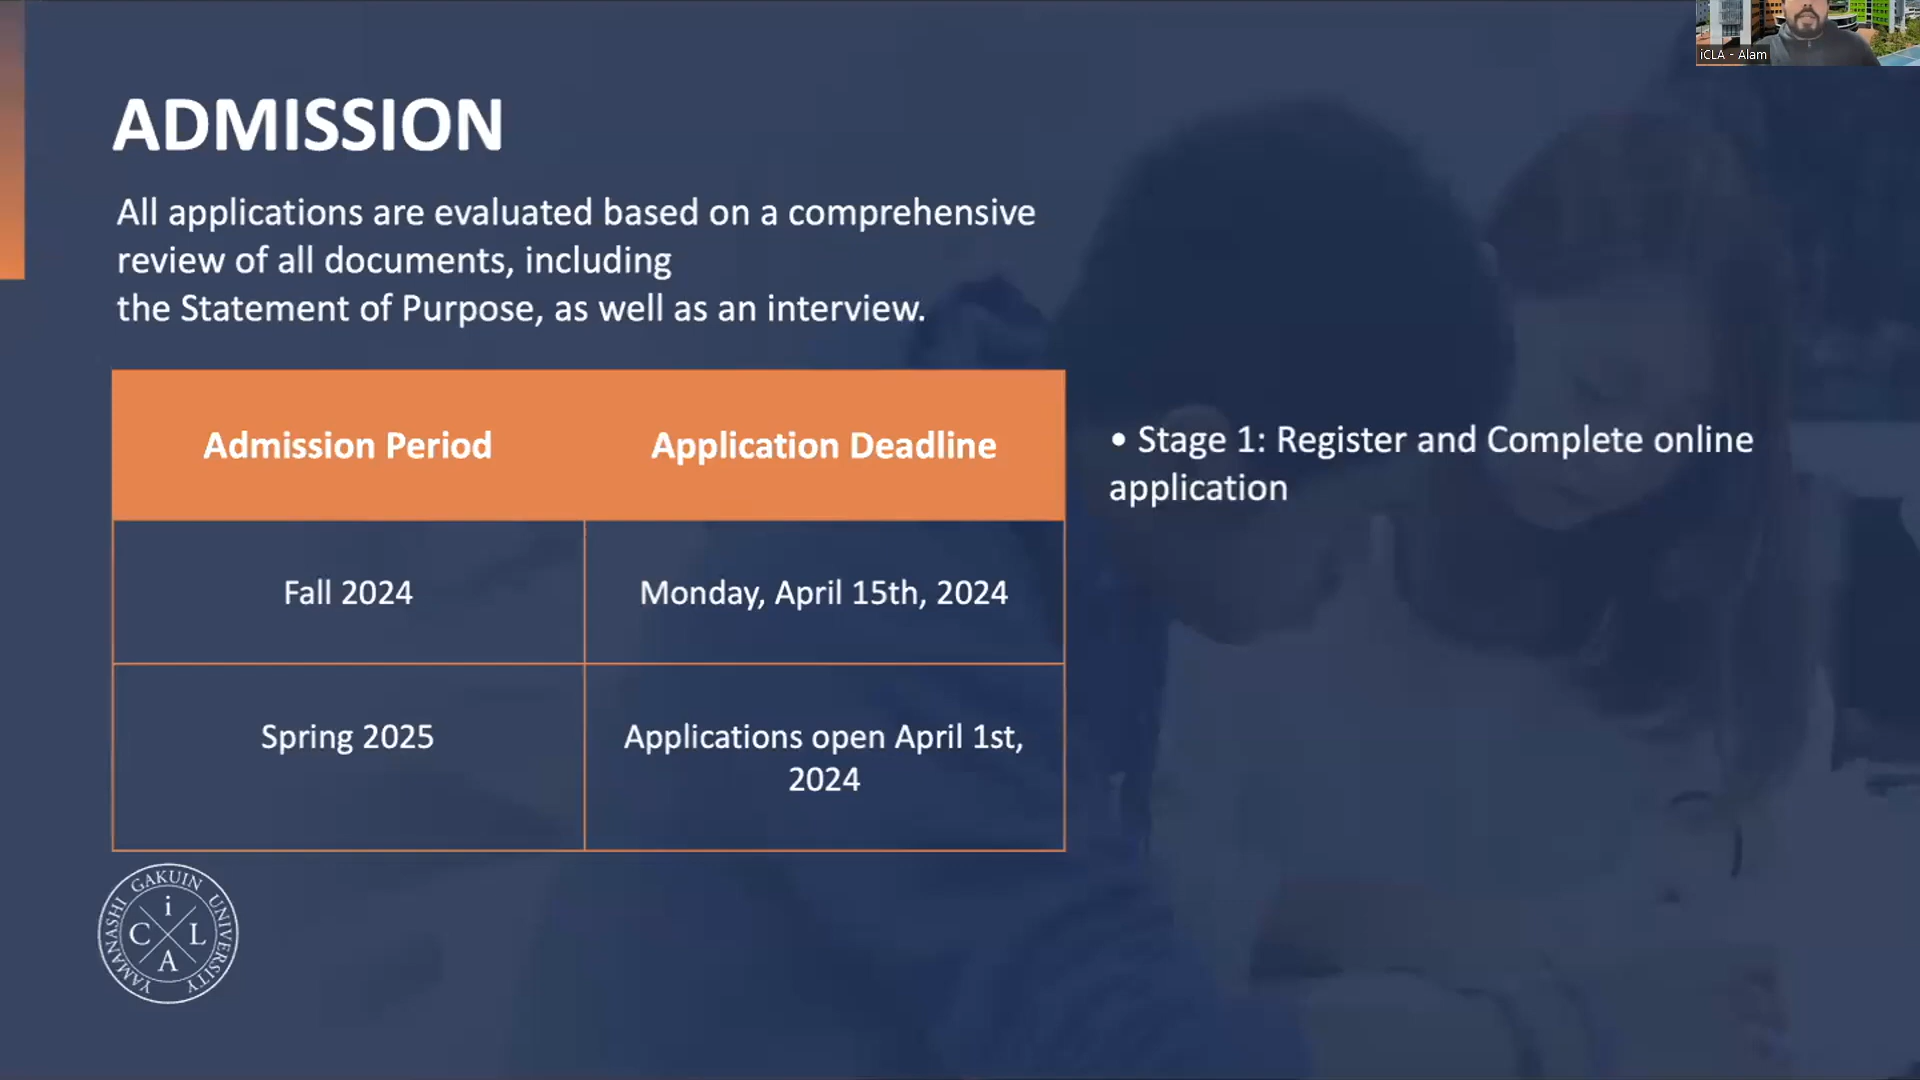 iCLA - Alam
ADMISSION
All applications are evaluated based on a comprehensive
review of all documents, including
the Statement of Purpose, as well as an interview.
Admission Period
Application Deadline
Fall 2024
Monday, April 15th, 2024
Spring 2025
Applications open April 1st,
2024
• Stage 1: Register and Complete online
application
YAMANASHI GAKUIN UNIVERSITY
i
C L
A